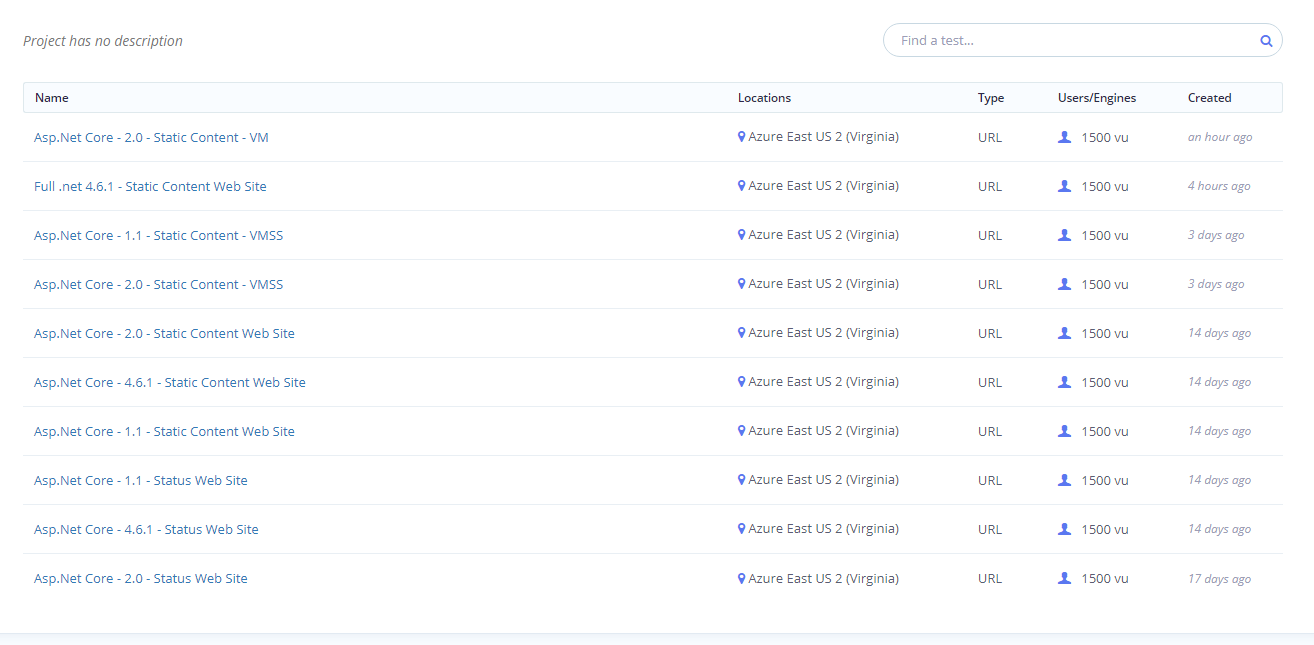 Project has no description
Find a test...
Name Locations Type Users/Engines Created
Asp.Net Core - 2.0 - Static Content - VM Azure East US 2 (Virginia) URL 1500 vu an hour ago
Full .net 4.6.1 - Static Content Web Site Azure East US 2 (Virginia) URL 1500 vu 4 hours ago
Asp.Net Core - 1.1 - Static Content - VMSS Azure East US 2 (Virginia) URL 1500 vu 3 days ago
Asp.Net Core - 2.0 - Static Content - VMSS Azure East US 2 (Virginia) URL 1500 vu 3 days ago
Asp.Net Core - 2.0 - Static Content Web Site Azure East US 2 (Virginia) URL 1500 vu 14 days ago
Asp.Net Core - 4.6.1 - Static Content Web Site Azure East US 2 (Virginia) URL 1500 vu 14 days ago
Asp.Net Core - 1.1 - Static Content Web Site Azure East US 2 (Virginia) URL 1500 vu 14 days ago
Asp.Net Core - 1.1 - Status Web Site Azure East US 2 (Virginia) URL 1500 vu 14 days ago
Asp.Net Core - 4.6.1 - Status Web Site Azure East US 2 (Virginia) URL 1500 vu 14 days ago
Asp.Net Core - 2.0 - Status Web Site Azure East US 2 (Virginia) URL 1500 vu 17 days ago